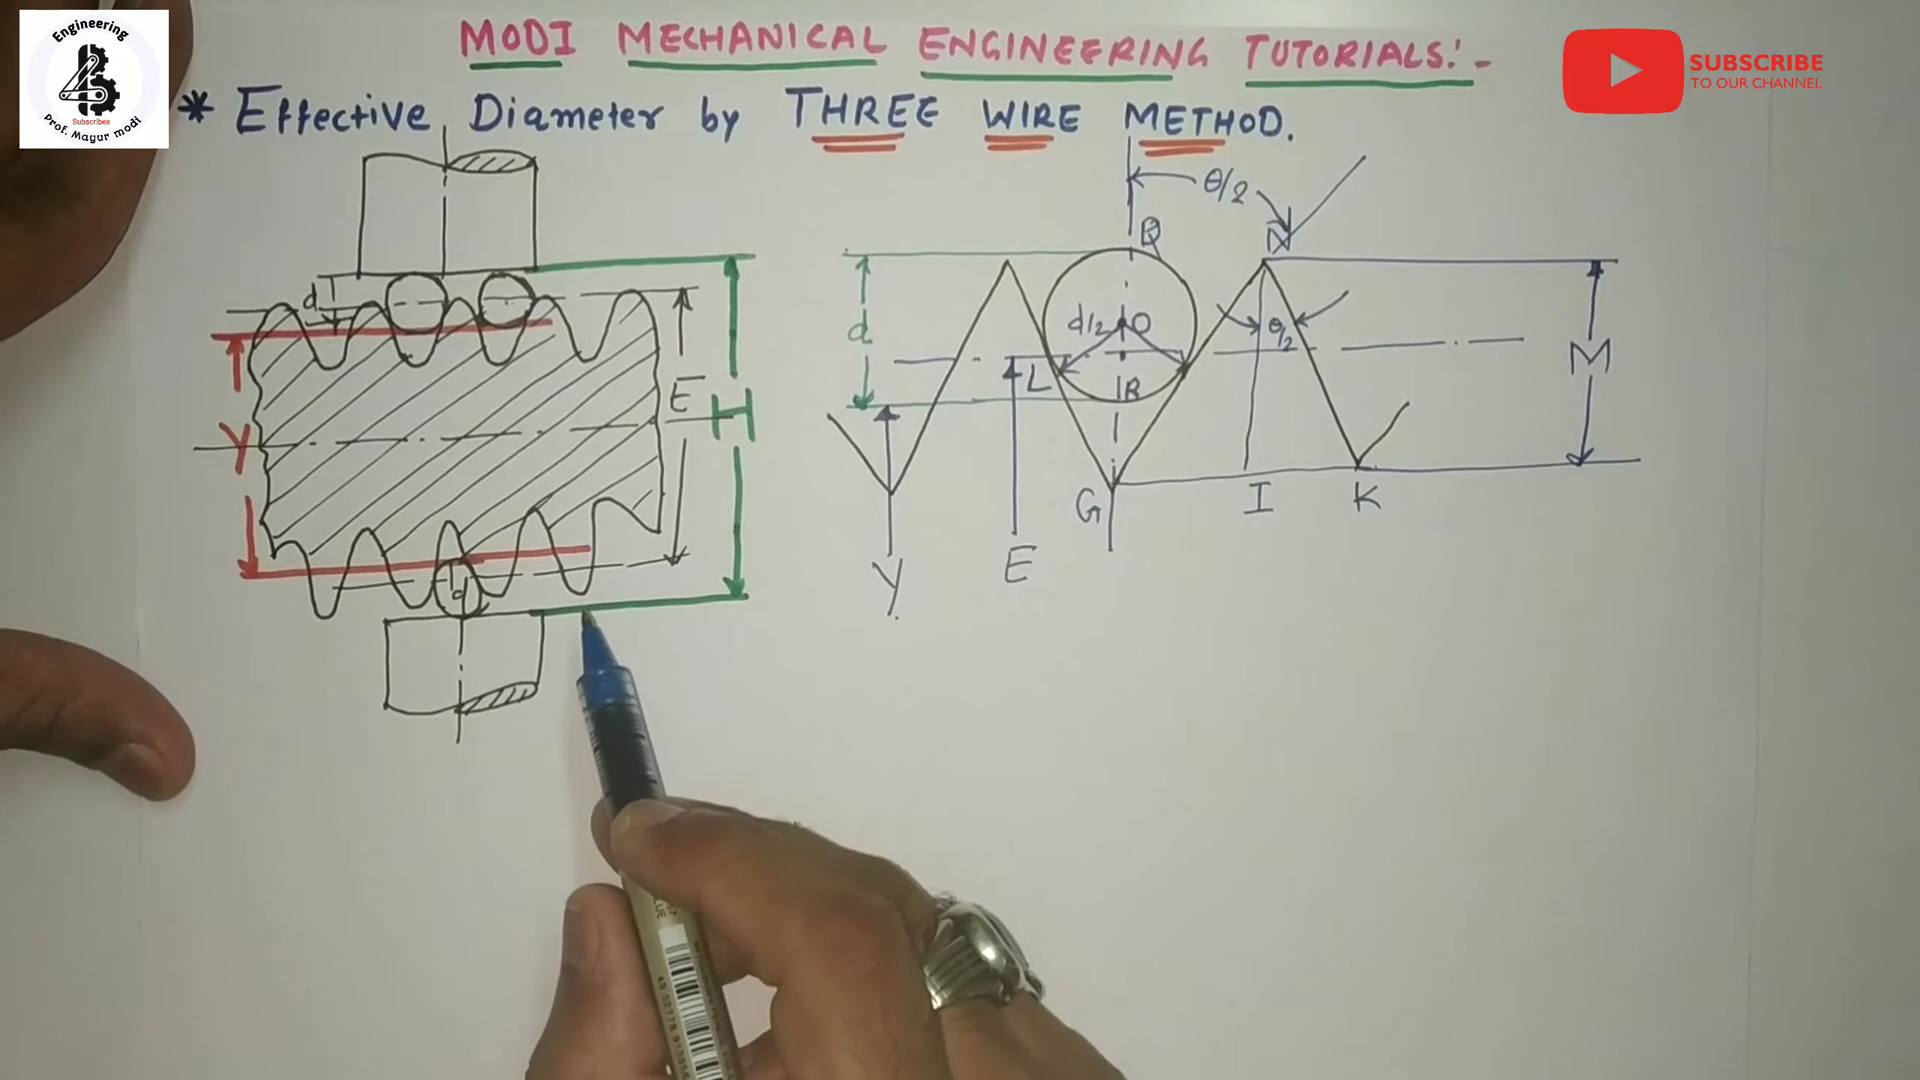 Engineering
Subscribes
Prof. Mayur modi
MODI MECHANICAL ENGINEERING TUTORIALS:-
SUBSCRIBE
TO OUR CHANNEL
* Effective Diameter by THREE WIRE METHOD.
θ/2
Q
N
d
d
d/2
O
θ/2
M
E
H
Y
L
R
G
I
K
E
Y
d